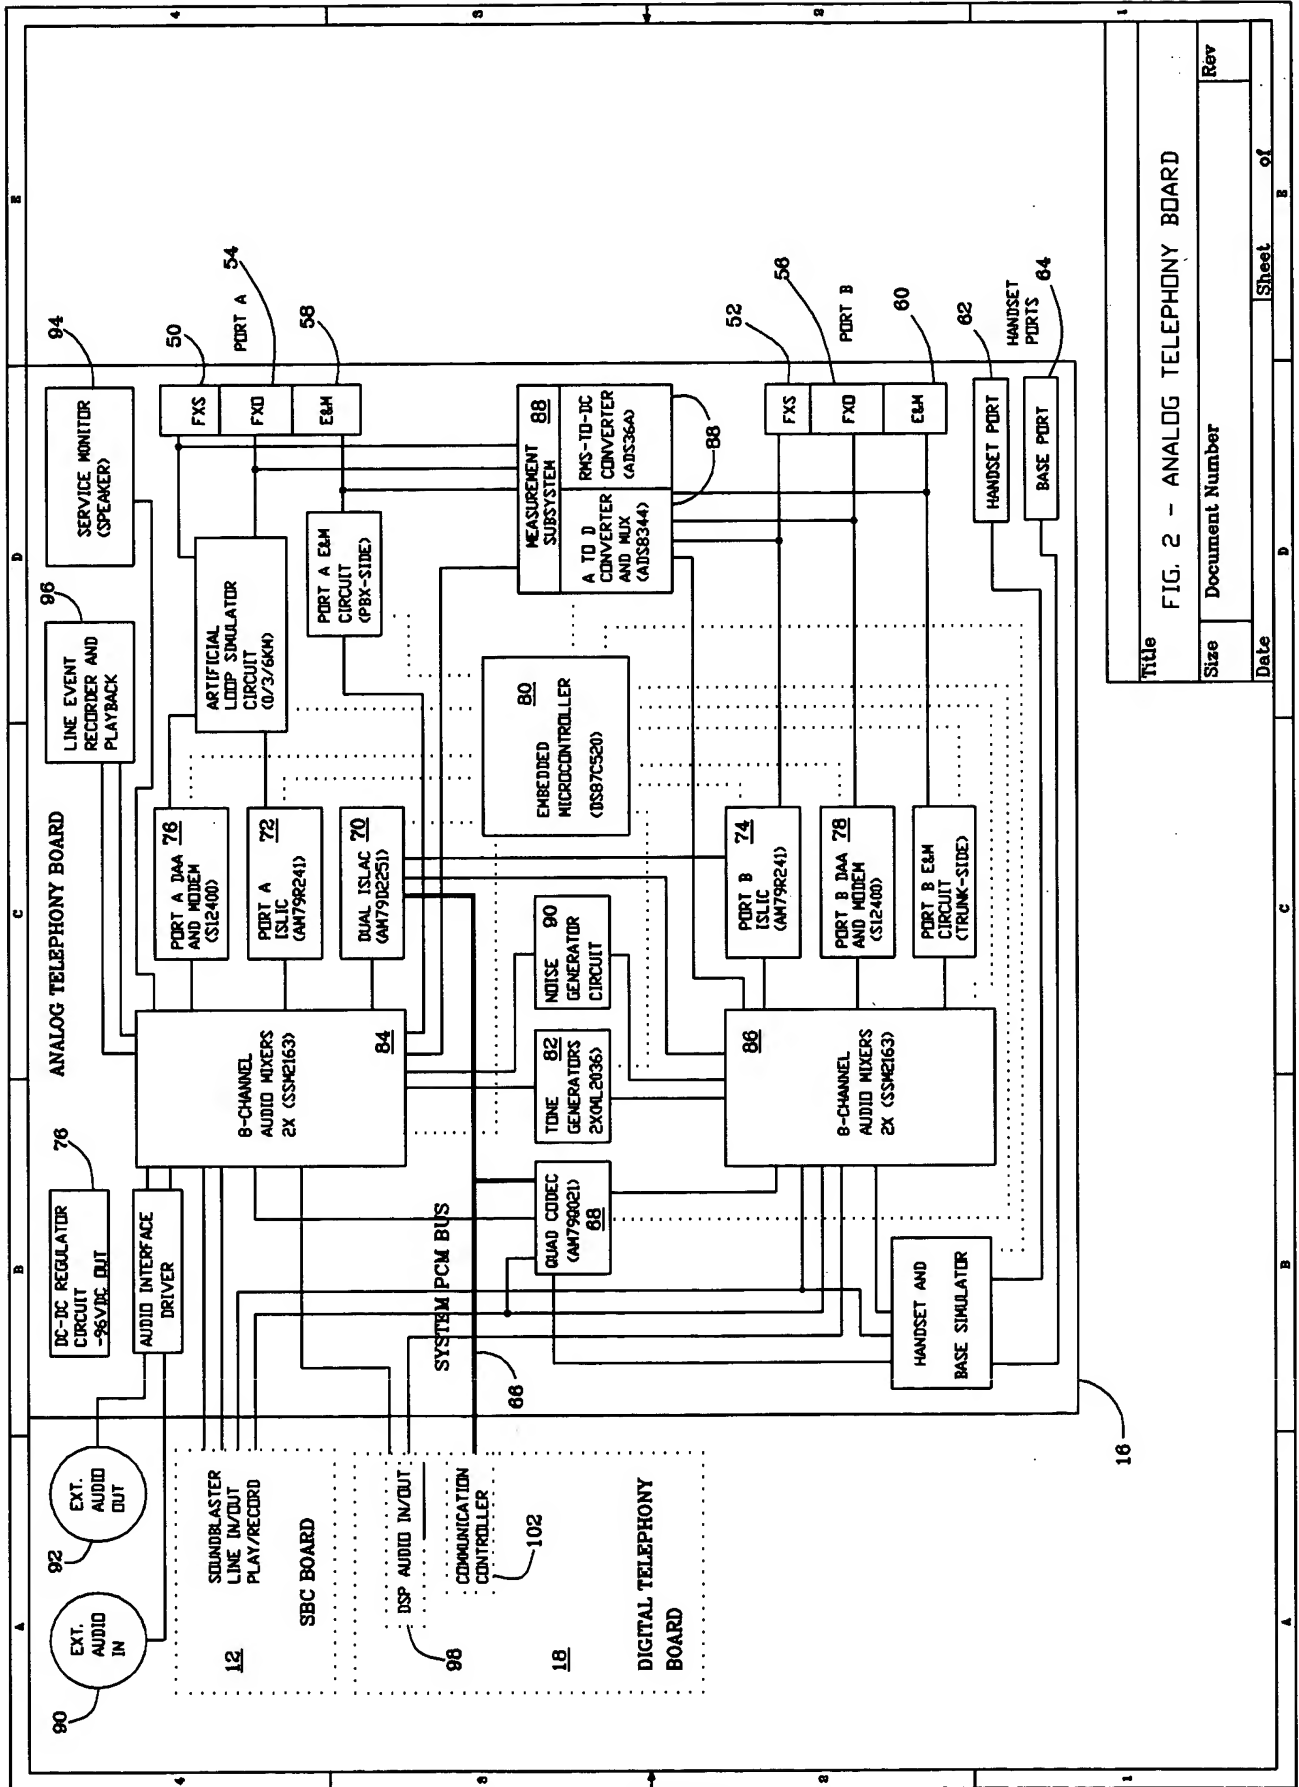 A
B
C
D
E
4
3
2
1
ANALOG TELEPHONY BOARD
90
EXT.
AUDIO
IN
92
EXT.
AUDIO
OUT
76
DC-DC REGULATOR
CIRCUIT
-96VDC OUT
AUDIO INTERFACE
DRIVER
96
LINE EVENT
RECORDER AND
PLAYBACK
94
SERVICE MONITOR
(SPEAKER)
SOUNDBLASTER
LINE IN/OUT
PLAY/RECORD
12
SBC BOARD
8-CHANNEL
AUDIO MIXERS
2X (SSM2163)
84
PORT A DAA 76
AND MODEM
(SI2400)
PORT A 72
ISLIC
(AM79R241)
DUAL ISLAC 70
(AM79D2251)
ARTIFICIAL
LOOP SIMULATOR
CIRCUIT
(0/3/6KM)
PORT A E&M
CIRCUIT
(PBX-SIDE)
FXS
FXO
E&M
50
PORT A
54
58
DSP AUDIO IN/OUT
98
COMMUNICATION
CONTROLLER
102
18
DIGITAL TELEPHONY
BOARD
SYSTEM PCM BUS
66
QUAD CODEC
(AM79Q021)
68
TONE 82
GENERATORS
2X(ML2036)
NOISE 90
GENERATOR
CIRCUIT
80
EMBEDDED
MICROCONTROLLER
(DS87C520)
MEASUREMENT 88
SUBSYSTEM
A TO D
CONVERTER
AND MUX
(ADS8344)
RMS-TO-DC
CONVERTER
(AD536A)
88
86
8-CHANNEL
AUDIO MIXERS
2X (SSM2163)
PORT B 74
ISLIC
(AM79R241)
PORT B DAA 78
AND MODEM
(SI2400)
PORT B E&M
CIRCUIT
(TRUNK-SIDE)
FXS
FXO
E&M
52
56
PORT B
60
HANDSET AND
BASE SIMULATOR
HANDSET PORT
BASE PORT
62
HANDSET
PORTS
64
16
Title
FIG. 2 - ANALOG TELEPHONY BOARD
Size
Document Number
Rev
Date
Sheet of
A
B
C
D
E
4
3
2
1